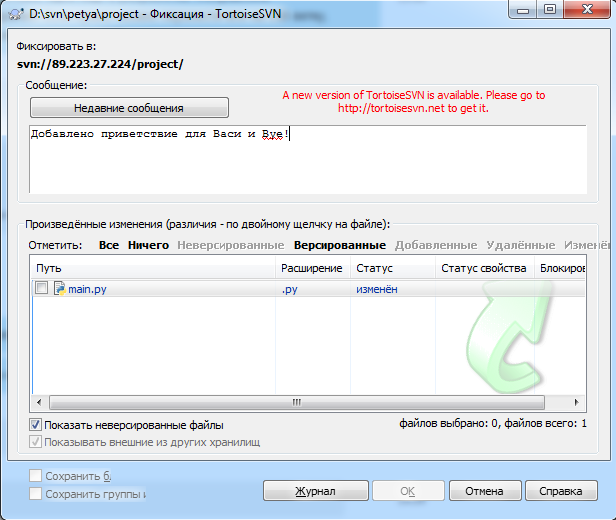 D:\svn\petya\project - Фиксация - TortoiseSVN
Фиксировать в:
svn://89.223.27.224/project/
Сообщение:
Недавние сообщения
A new version of TortoiseSVN is available. Please go to
http://tortoisesvn.net to get it.
Добавлено приветствие для Васи и Bye!
Произведённые изменения (различия - по двойному щелчку на файле):
Отметить: Все Ничего Неверсированные Версированные Добавленные Удалённые Изменён
Путь Расширение Статус Статус свойства Блокиров
main.py .py изменён
Показать неверсированные файлы
файлов выбрано: 0, файлов всего: 1
Показывать внешние из других хранилищ
Сохранить б
Сохранить группы и
Журнал OK Отмена Справка